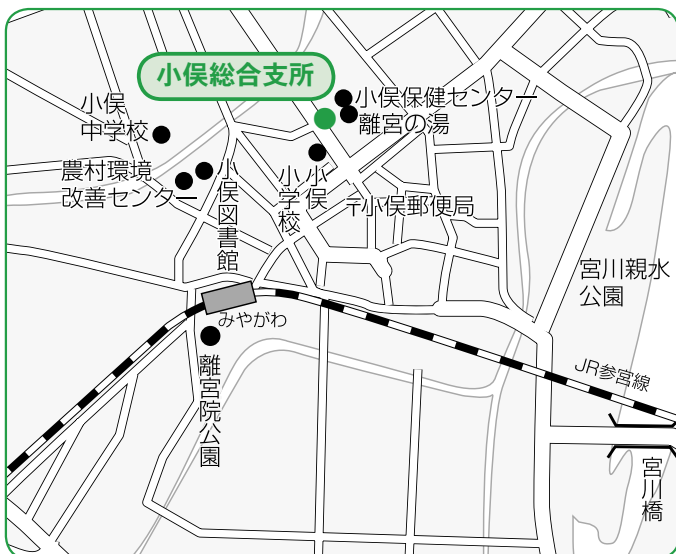 小俣総合支所
小俣
中学校
小俣保健センター
離宮の湯
農村環境
改善センター
小俣図書館
小俣
小学校
〒小俣郵便局
宮川親水
公園
みやがわ
離宮院公園
JR参宮線
宮川橋